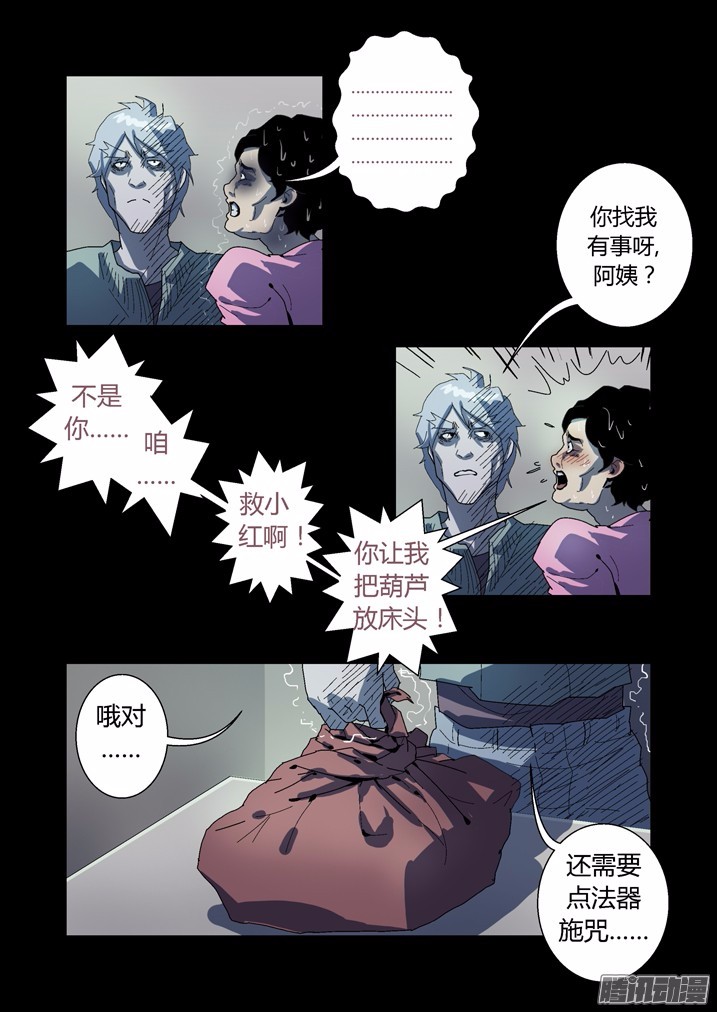 …………………
…………………
…………………
…………………
你找我
有事呀,
阿姨？
不是
你……
咱
……
救小
红啊！
你让我
把葫芦
放床头！
哦对
……
还需要
点法器
施咒……
腾讯动漫